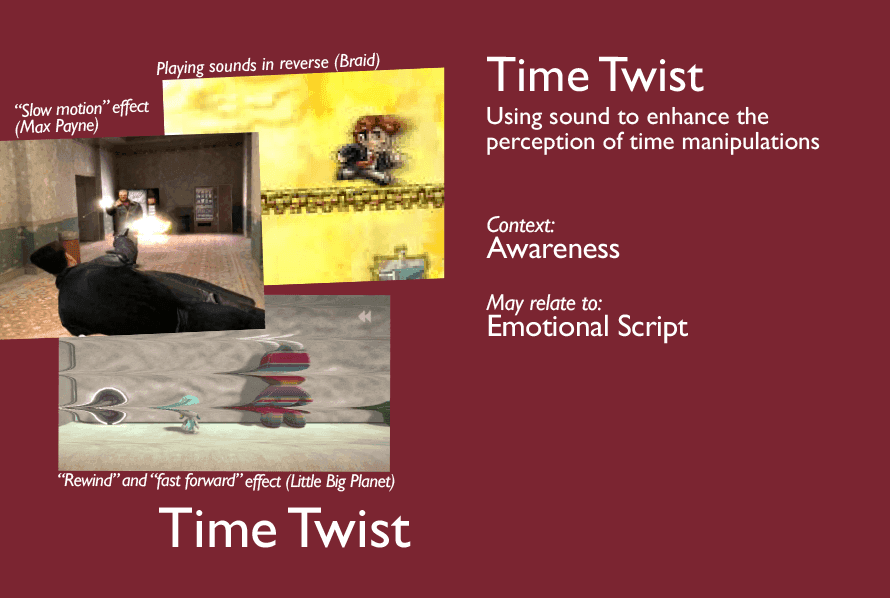 Playing sounds in reverse (Braid)
“Slow motion” effect
(Max Payne)
“Rewind” and “fast forward” effect (Little Big Planet)
Time Twist
Time Twist
Using sound to enhance the
perception of time manipulations
Context:
Awareness
May relate to:
Emotional Script